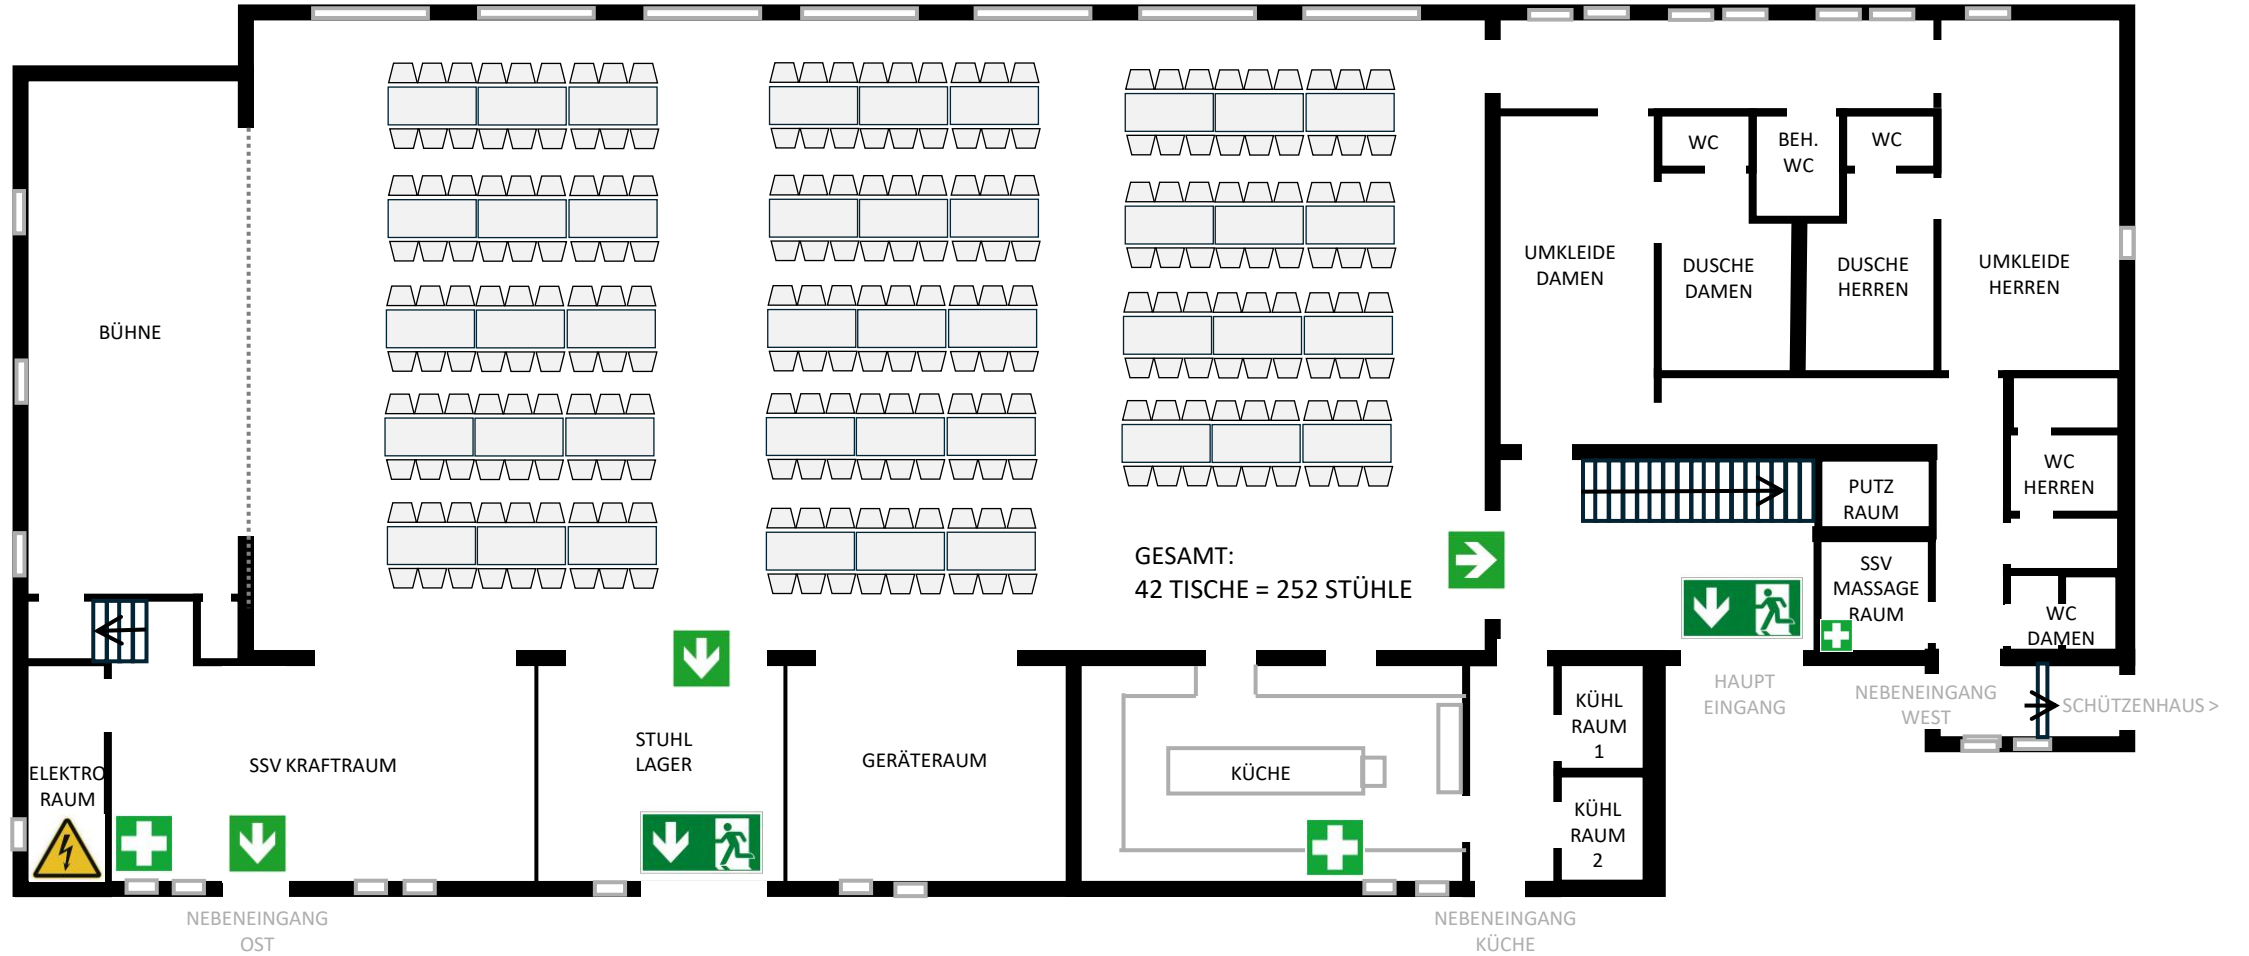 WC
BEH.
WC
WC
UMKLEIDE
DAMEN
DUSCHE
DAMEN
DUSCHE
HERREN
UMKLEIDE
HERREN
BÜHNE
WC
HERREN
PUTZ
RAUM
GESAMT:
42 TISCHE = 252 STÜHLE
SSV
MASSAGE
RAUM
WC
DAMEN
HAUPT
EINGANG
NEBENEINGANG
WEST
SCHÜTZENHAUS >
KÜHL
RAUM
1
STUHL
LAGER
SSV KRAFTRAUM
GERÄTERAUM
KÜCHE
ELEKTRO
RAUM
KÜHL
RAUM
2
NEBENEINGANG
OST
NEBENEINGANG
KÜCHE